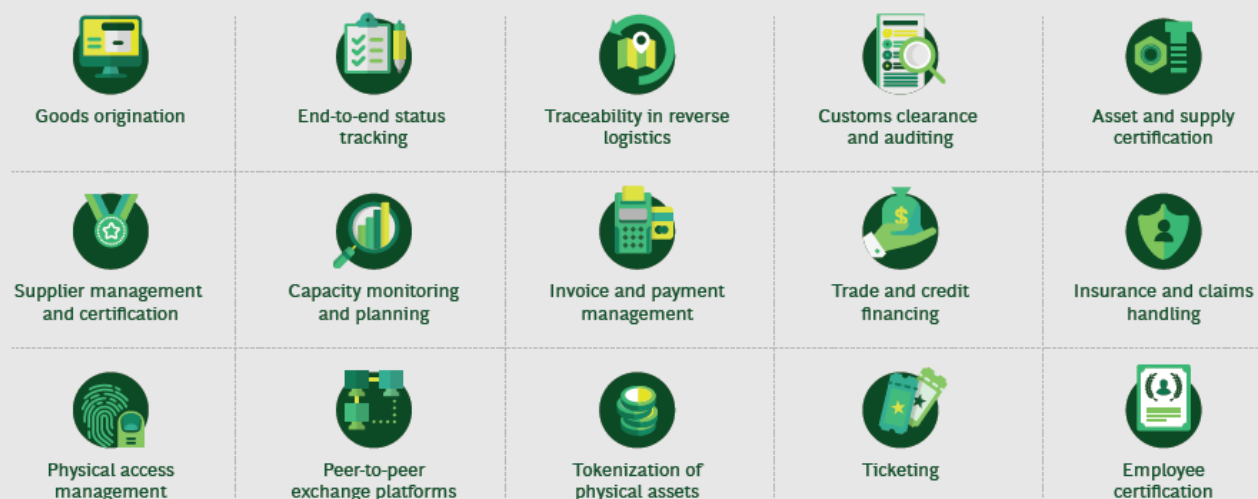 Goods origination
End-to-end status
tracking
Traceability in reverse
logistics
Customs clearance
and auditing
Asset and supply
certification
Supplier management
and certification
Capacity monitoring
and planning
Invoice and payment
management
Trade and credit
financing
$
Insurance and claims
handling
Physical access
management
Peer-to-peer
exchange platforms
Tokenization of
physical assets
Ticketing
Employee
certification